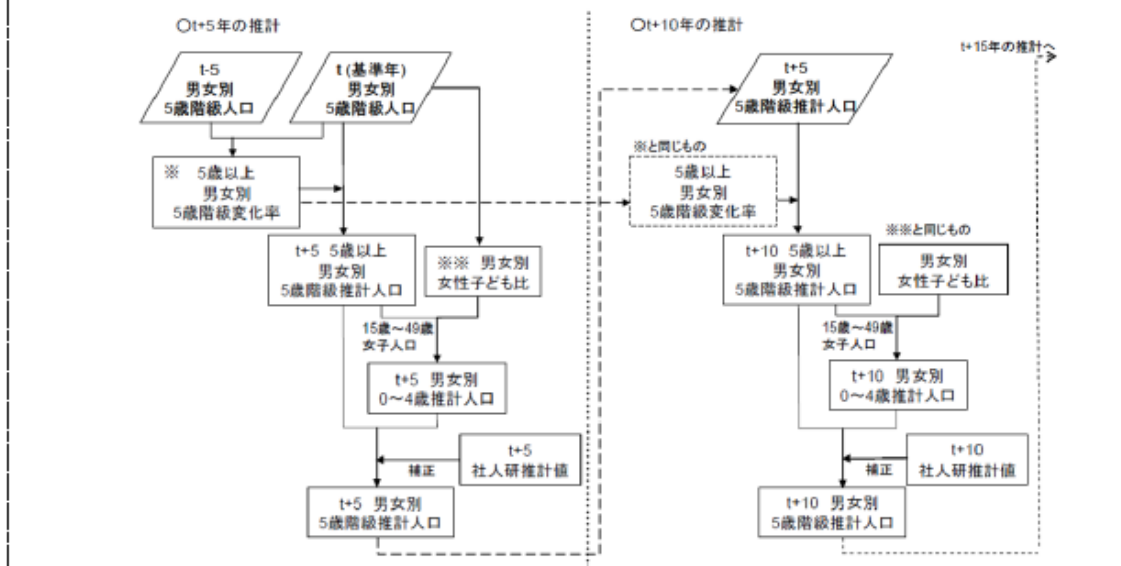 〇t+5年の推計
t-5
男女別
5歳階級人口
t (基準年)
男女別
5歳階級人口
※ 5歳以上
男女別
5歳階級変化率
t+5 5歳以上
男女別
5歳階級推計人口
※※ 男女別
女性子ども比
15歳～49歳
女子人口
t+5 男女別
0～4歳推計人口
t+5
社人研推計値
補正
t+5 男女別
5歳階級推計人口
〇t+10年の推計
t+15年の推計へ
t+5
男女別
5歳階級推計人口
※と同じもの
5歳以上
男女別
5歳階級変化率
t+10 5歳以上
男女別
5歳階級推計人口
※※と同じもの
男女別
女性子ども比
15歳～49歳
女子人口
t+10 男女別
0～4歳推計人口
t+10
社人研推計値
補正
t+10 男女別
5歳階級推計人口